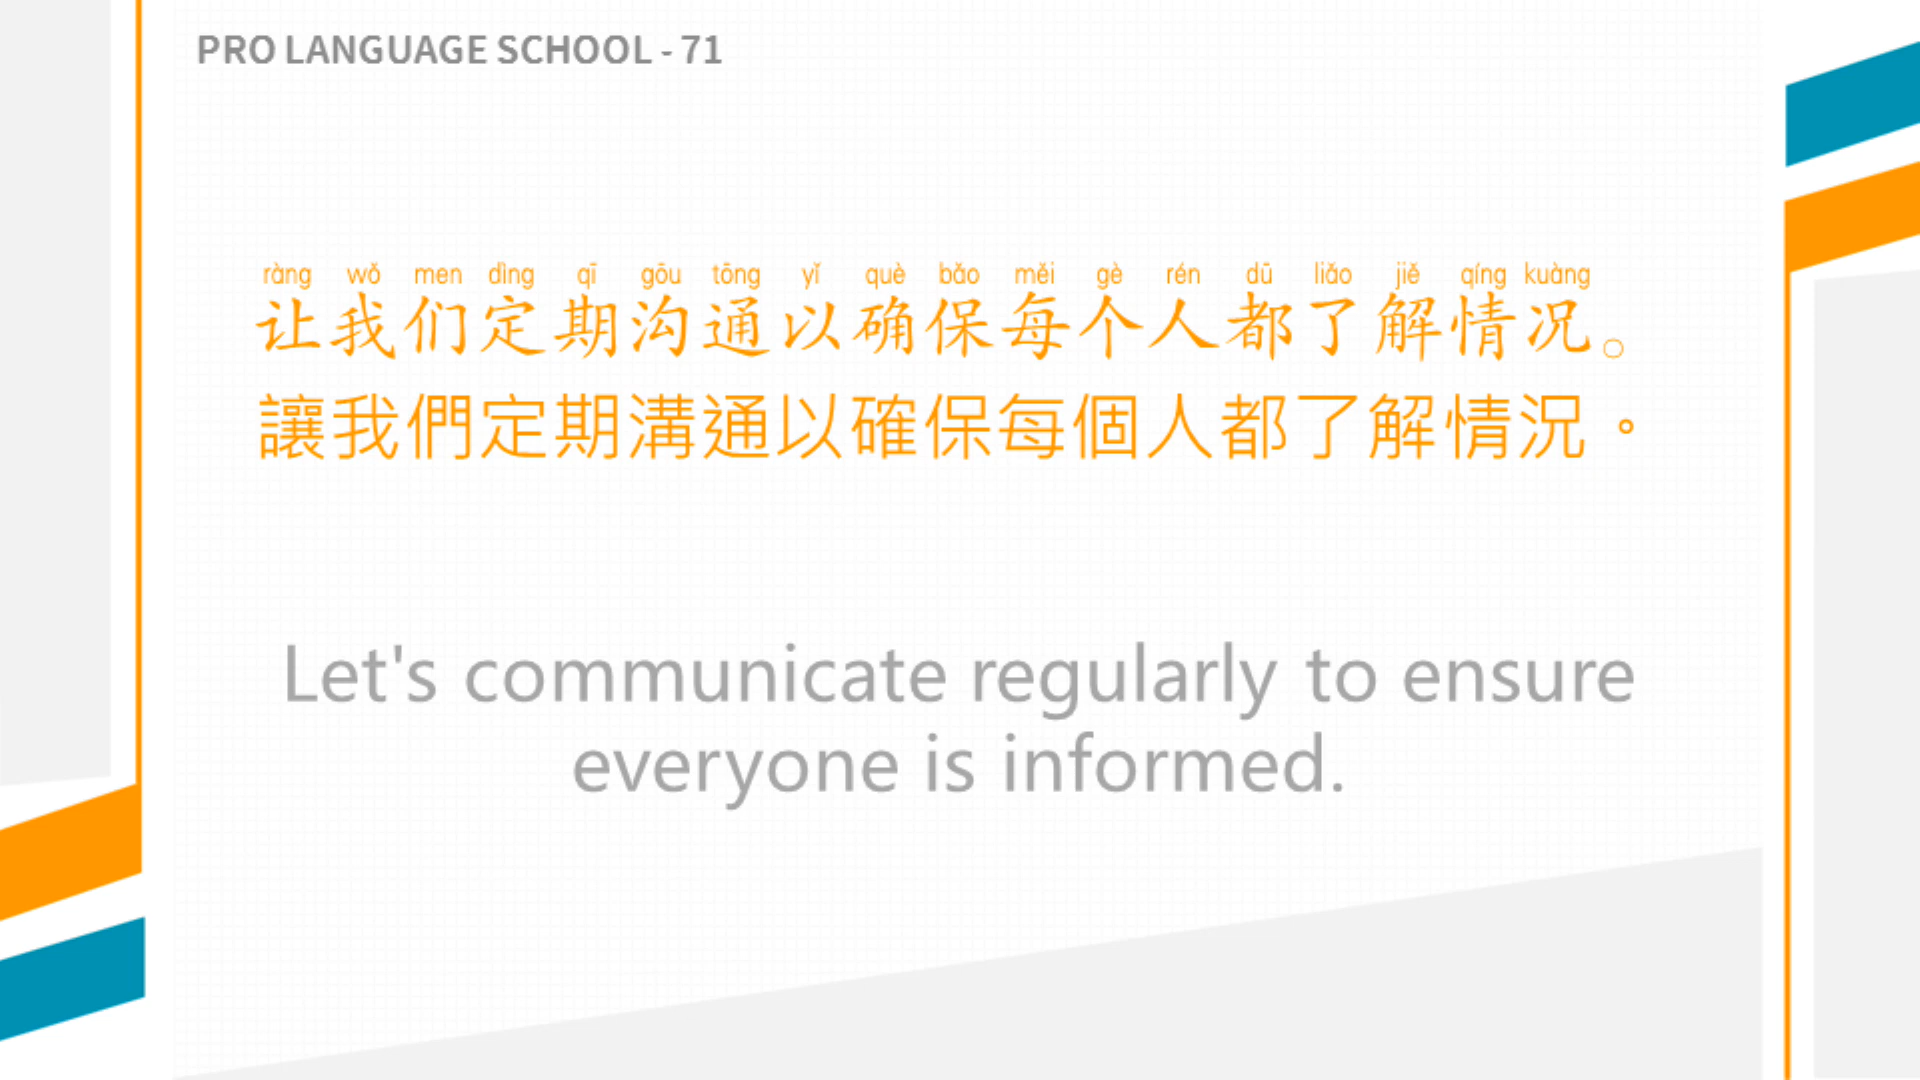 PRO LANGUAGE SCHOOL - 71
ràng wǒ men dìng qī gōu tōng yǐ què bǎo měi gè rén dū liǎo jiě qíng kuàng
让我们定期沟通以确保每个人都了解情况。
讓我們定期溝通以確保每個人都了解情況。
Let's communicate regularly to ensure
everyone is informed.